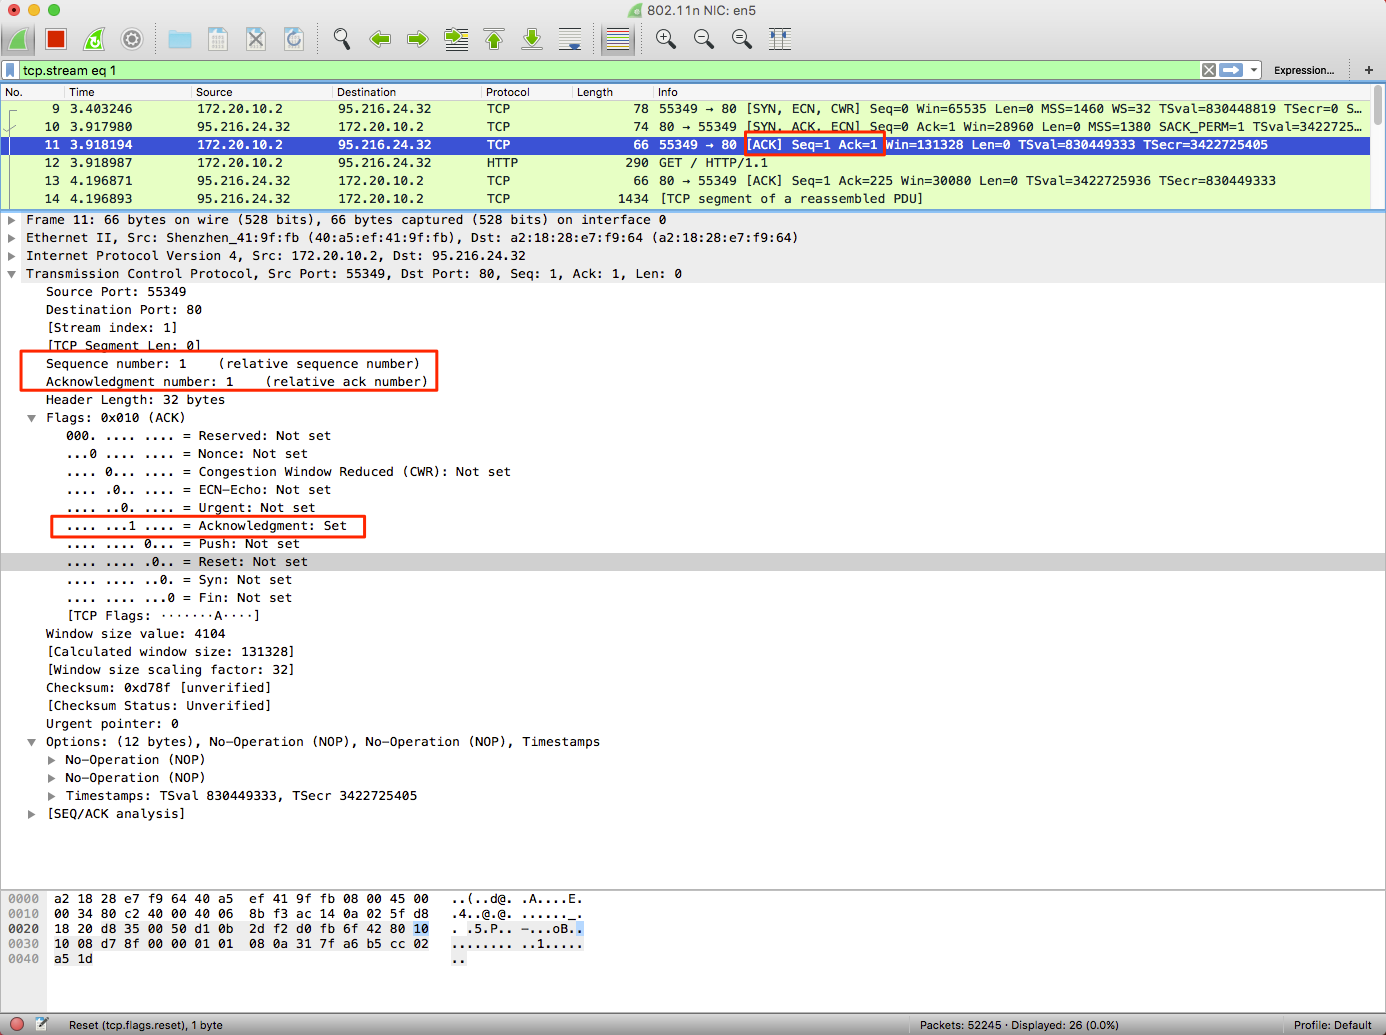 802.11n NIC: en5
tcp.stream eq 1
Expression...
+
No. Time Source Destination Protocol Length Info
9 3.403246 172.20.10.2 95.216.24.32 TCP 78 55349 → 80 [SYN, ECN, CWR] Seq=0 Win=65535 Len=0 MSS=1460 WS=32 TSval=830448819 TSecr=0 S…
10 3.917980 95.216.24.32 172.20.10.2 TCP 74 80 → 55349 [SYN, ACK, ECN] Seq=0 Ack=1 Win=28960 Len=0 MSS=1380 SACK_PERM=1 TSval=3422725…
11 3.918194 172.20.10.2 95.216.24.32 TCP 66 55349 → 80 [ACK] Seq=1 Ack=1 Win=131328 Len=0 TSval=830449333 TSecr=3422725405
12 3.918987 172.20.10.2 95.216.24.32 HTTP 290 GET / HTTP/1.1
13 4.196871 95.216.24.32 172.20.10.2 TCP 66 80 → 55349 [ACK] Seq=1 Ack=225 Win=30080 Len=0 TSval=3422725936 TSecr=830449333
14 4.196893 95.216.24.32 172.20.10.2 TCP 1434 [TCP segment of a reassembled PDU]
Frame 11: 66 bytes on wire (528 bits), 66 bytes captured (528 bits) on interface 0
Ethernet II, Src: Shenzhen_41:9f:fb (40:a5:ef:41:9f:fb), Dst: a2:18:28:e7:f9:64 (a2:18:28:e7:f9:64)
Internet Protocol Version 4, Src: 172.20.10.2, Dst: 95.216.24.32
Transmission Control Protocol, Src Port: 55349, Dst Port: 80, Seq: 1, Ack: 1, Len: 0
Source Port: 55349
Destination Port: 80
[Stream index: 1]
[TCP Segment Len: 0]
Sequence number: 1 (relative sequence number)
Acknowledgment number: 1 (relative ack number)
Header Length: 32 bytes
Flags: 0x010 (ACK)
000. .... .... = Reserved: Not set
...0 .... .... = Nonce: Not set
.... 0... .... = Congestion Window Reduced (CWR): Not set
.... .0.. .... = ECN-Echo: Not set
.... ..0. .... = Urgent: Not set
.... ...1 .... = Acknowledgment: Set
.... .... 0... = Push: Not set
.... .... .0.. = Reset: Not set
.... .... ..0. = Syn: Not set
.... .... ...0 = Fin: Not set
[TCP Flags: ·······A····]
Window size value: 4104
[Calculated window size: 131328]
[Window size scaling factor: 32]
Checksum: 0xd78f [unverified]
[Checksum Status: Unverified]
Urgent pointer: 0
Options: (12 bytes), No-Operation (NOP), No-Operation (NOP), Timestamps
No-Operation (NOP)
No-Operation (NOP)
Timestamps: TSval 830449333, TSecr 3422725405
[SEQ/ACK analysis]
0000 a2 18 28 e7 f9 64 40 a5 ef 41 9f fb 08 00 45 00 ..(..d@. .A....E.
0010 00 34 80 c2 40 00 40 06 8b f3 ac 14 0a 02 5f d8 .4..@.@. ......_.
0020 18 20 d8 35 00 50 d1 0b 2d f2 d0 fb 6f 42 80 10 . .5.P.. -...oB..
0030 10 08 d7 8f 00 00 01 01 08 0a 31 7f a6 b5 cc 02 ........ ..1.....
0040 a5 1d ..
Reset (tcp.flags.reset), 1 byte
Packets: 52245 · Displayed: 26 (0.0%)
Profile: Default